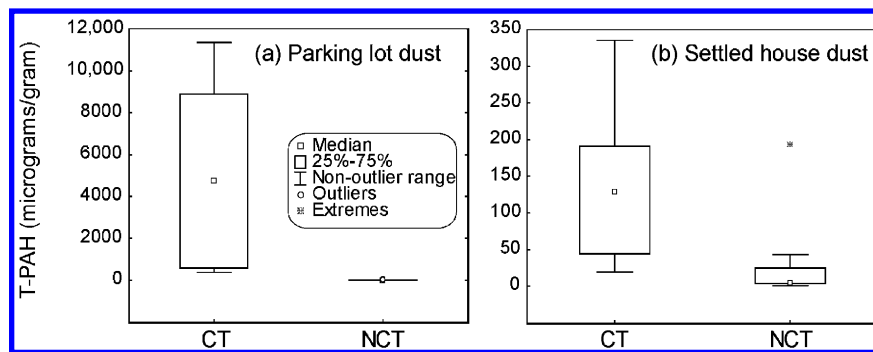 T-PAH (micrograms/gram)
12,000
10,000
8000
6000
4000
2000
0
(a) Parking lot dust
Median
25%-75%
Non-outlier range
Outliers
Extremes
CT
NCT
350
300
250
200
150
100
50
0
(b) Settled house dust
CT
NCT